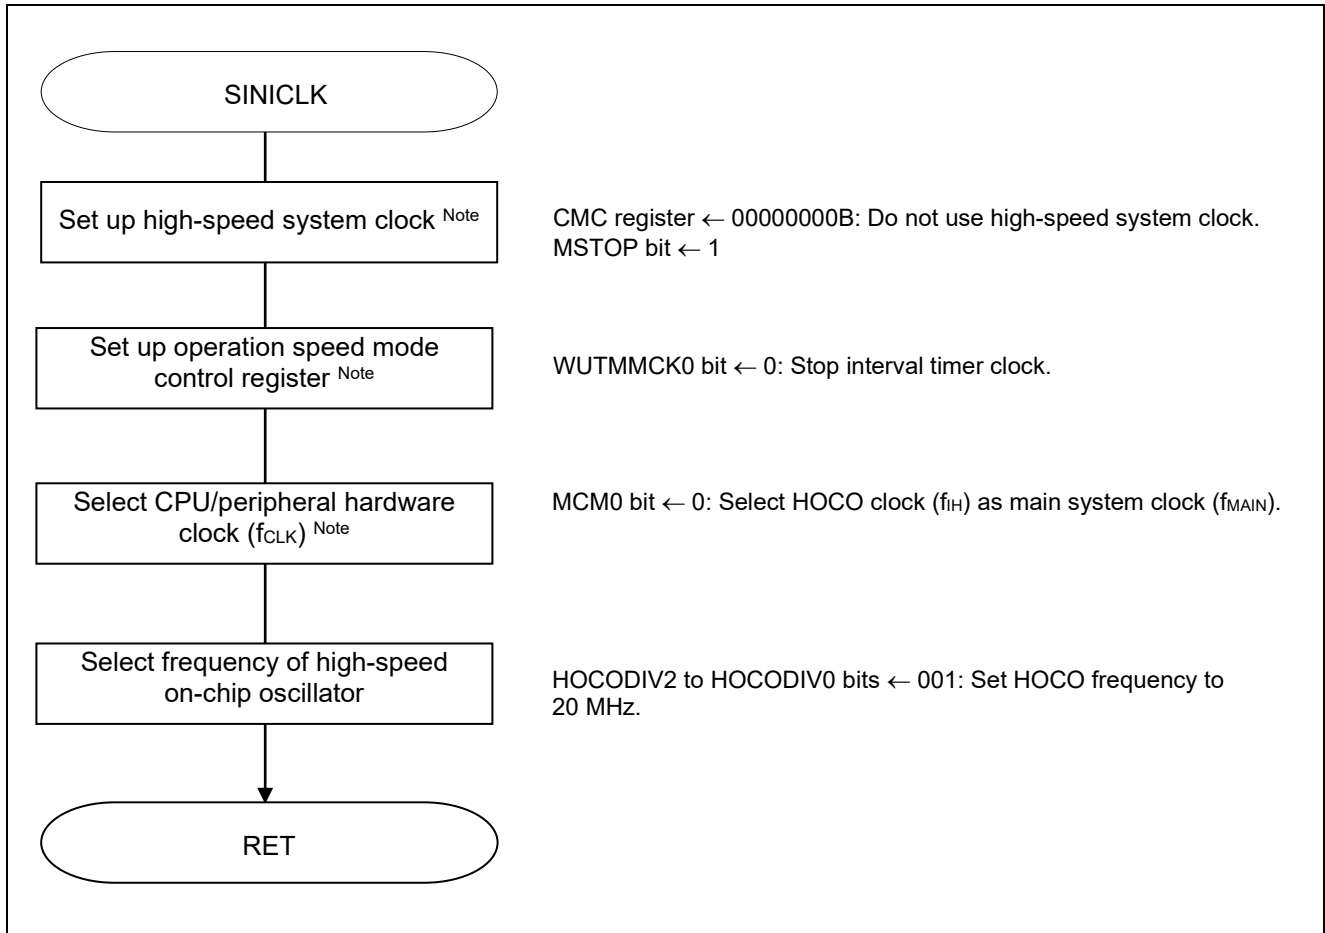 SINICLK
Set up high-speed system clock Note
CMC register ← 00000000B: Do not use high-speed system clock.
MSTOP bit ← 1
Set up operation speed mode
control register Note
WUTMMCK0 bit ← 0: Stop interval timer clock.
Select CPU/peripheral hardware
clock (fCLK) Note
MCM0 bit ← 0: Select HOCO clock (fIH) as main system clock (fMAIN).
Select frequency of high-speed
on-chip oscillator
HOCODIV2 to HOCODIV0 bits ← 001: Set HOCO frequency to
20 MHz.
RET